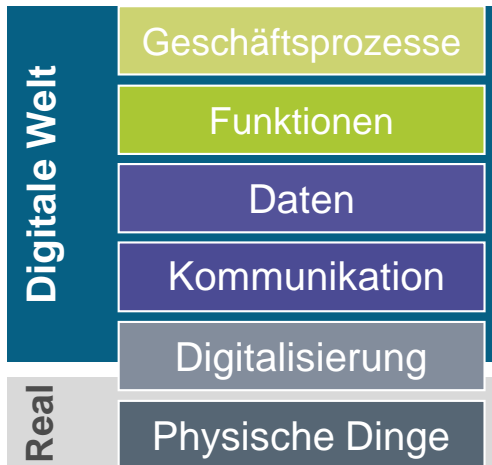 Digitale Welt
Geschäftsprozesse
Funktionen
Daten
Kommunikation
Digitalisierung
Real
Physische Dinge